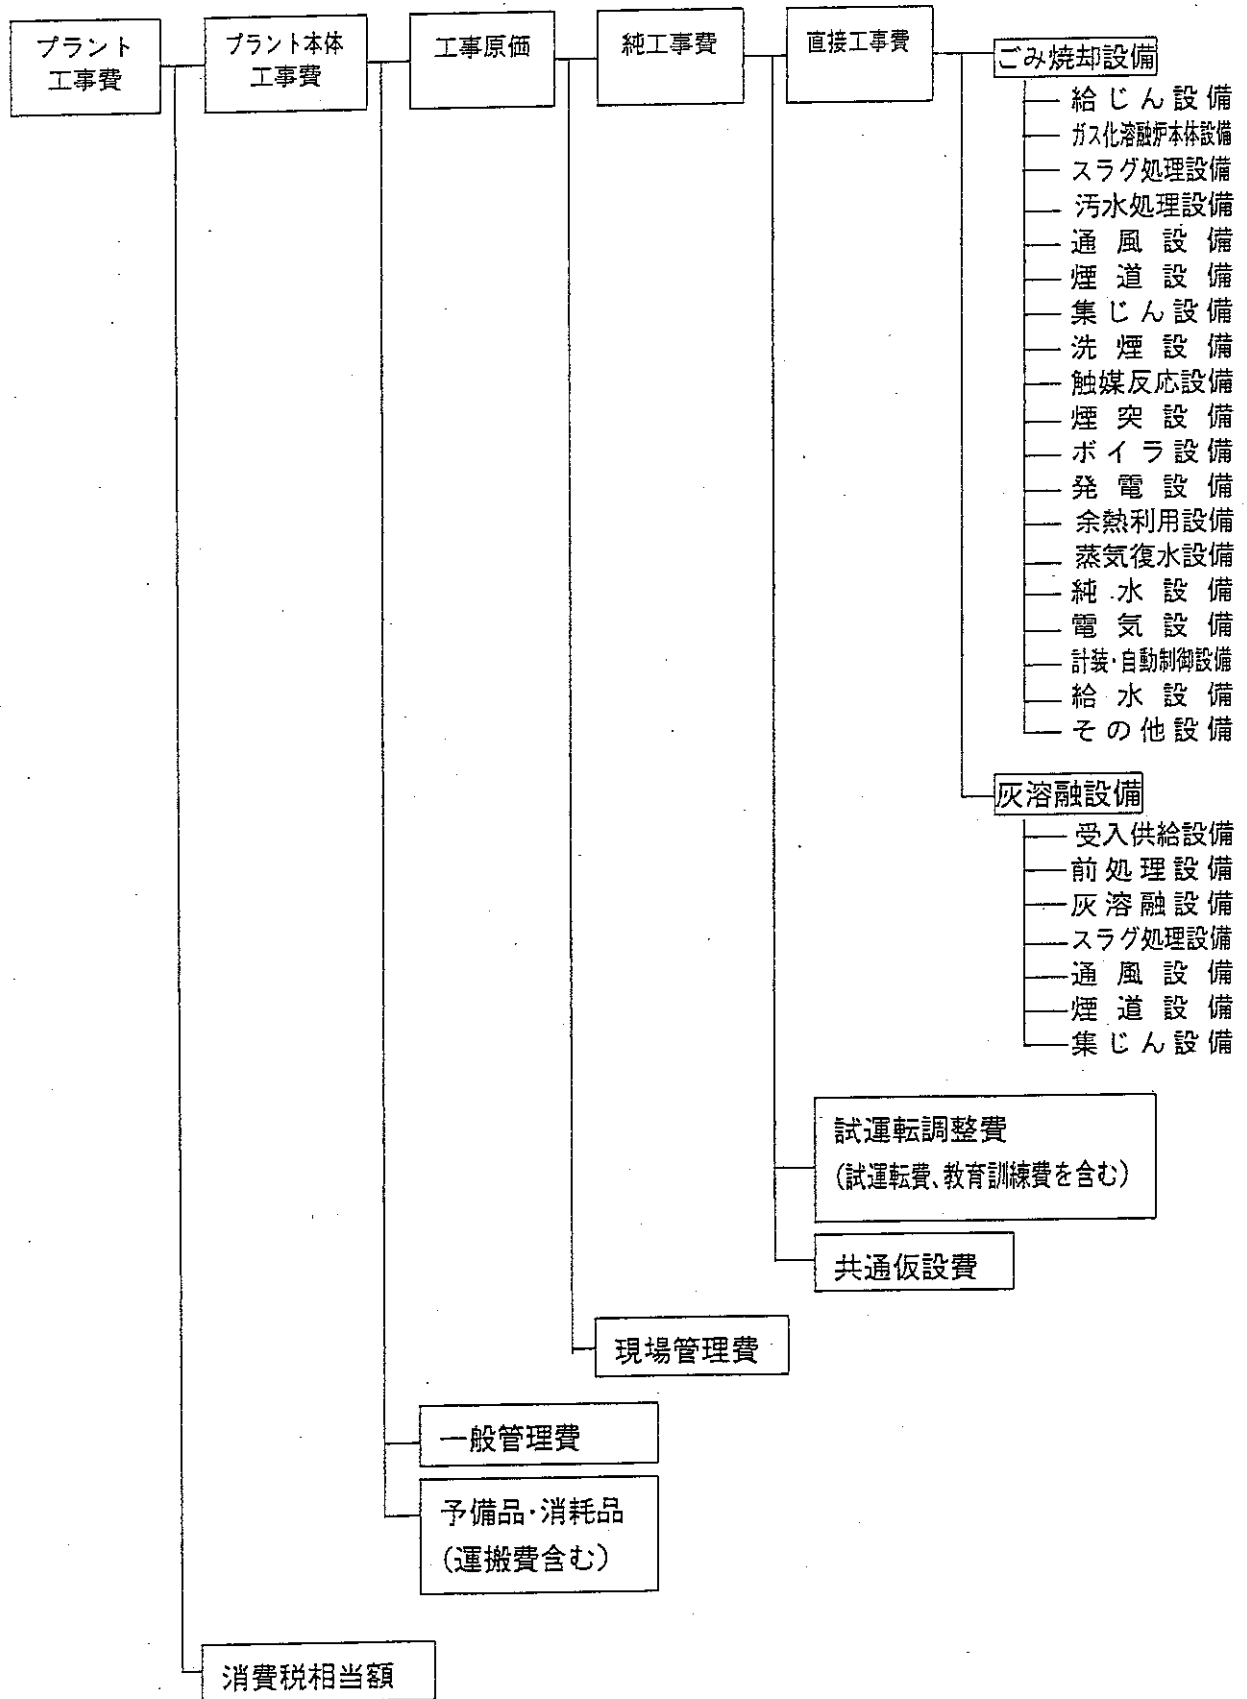 プラント
工事費
プラント本体
工事費
工事原価
純工事費
直接工事費
ごみ焼却設備
給じん設備
ガス化溶融炉本体設備
スラグ処理設備
汚水処理設備
通風設備
煙道設備
集じん設備
洗煙設備
触媒反応設備
煙突設備
ボイラ設備
発電設備
余熱利用設備
蒸気復水設備
純水設備
電気設備
計装・自動制御設備
給水設備
その他設備
灰溶融設備
受入供給設備
前処理設備
灰溶融設備
スラグ処理設備
通風設備
煙道設備
集じん設備
試運転調整費
(試運転費、教育訓練費を含む)
共通仮設費
現場管理費
一般管理費
予備品・消耗品
(運搬費含む)
消費税相当額